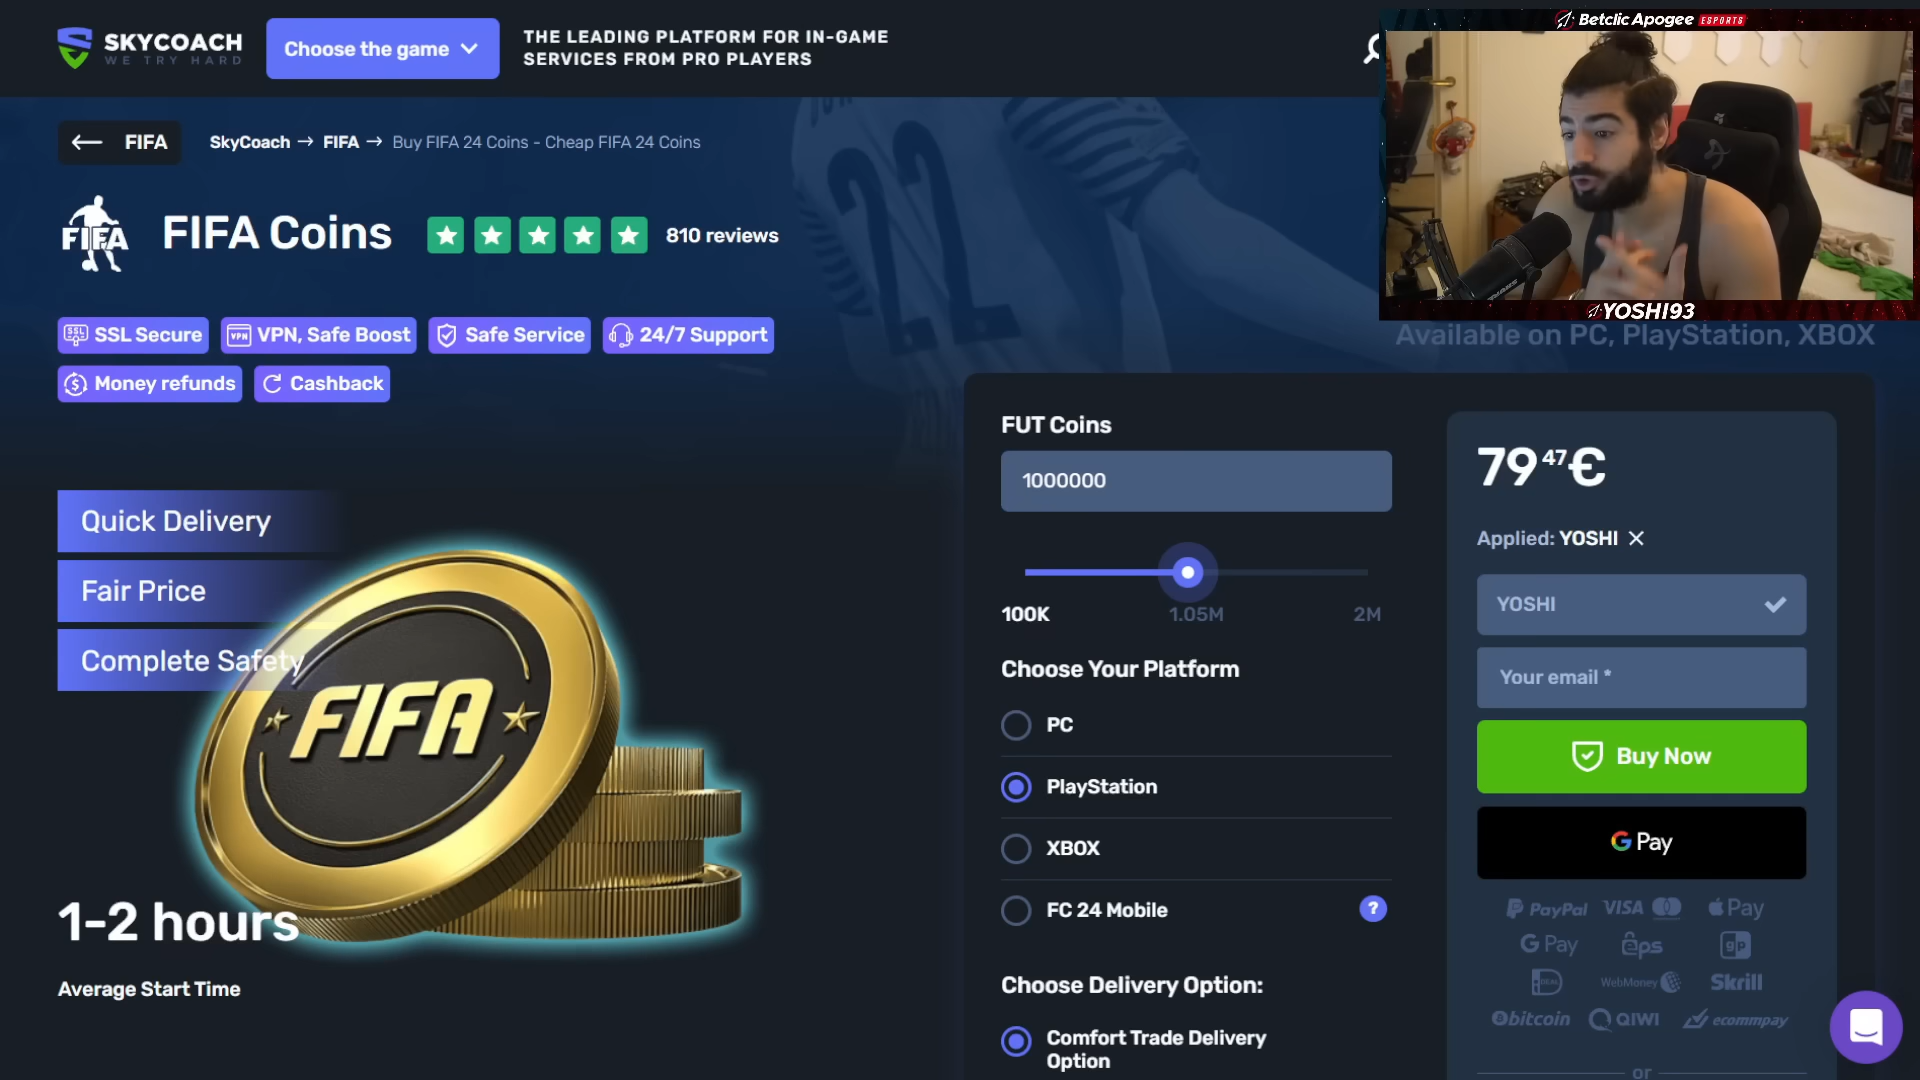 SKYCOACH
WE TRY HARD
Choose the game
THE LEADING PLATFORM FOR IN-GAME
SERVICES FROM PRO PLAYERS
Betclic Apogee ESPORTS
YOSHI93
FIFA
SkyCoach → FIFA → Buy FIFA 24 Coins - Cheap FIFA 24 Coins
FIFA
FIFA Coins
810 reviews
22
SSL SSL Secure
VPN VPN, Safe Boost
Safe Service
24/7 Support
Money refunds
Cashback
Available on PC, PlayStation, XBOX
Quick Delivery
Fair Price
Complete Safety
FIFA
1-2 hours
Average Start Time
FUT Coins
1000000
100K 1.05M 2M
Choose Your Platform
PC
PlayStation
XBOX
FC 24 Mobile ?
Choose Delivery Option:
Comfort Trade Delivery
Option
79 47 €
Applied: YOSHI ✕
YOSHI
Your email *
Buy Now
G Pay
PayPal VISA Pay
G Pay eps gp
WebMoney Skrill
bitcoin QIWI ecommpay
or